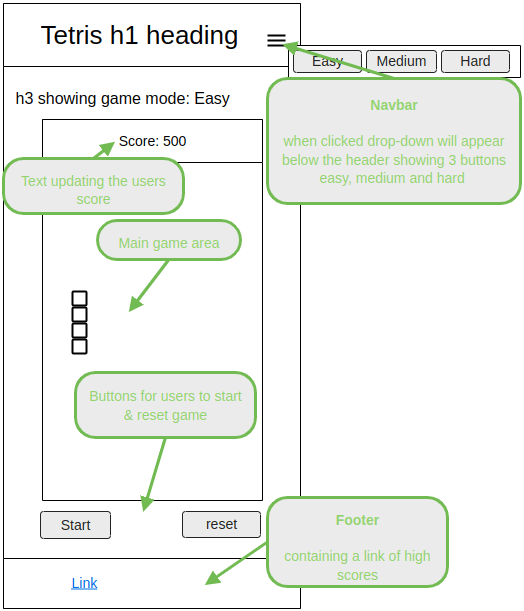 Tetris h1 heading
Easy Medium Hard
h3 showing game mode: Easy
Navbar
when clicked drop-down will appear
below the header showing 3 buttons
easy, medium and hard
Score: 500
Text updating the users
score
Main game area
Buttons for users to start
& reset game
Start
reset
Footer
containing a link of high
scores
Link